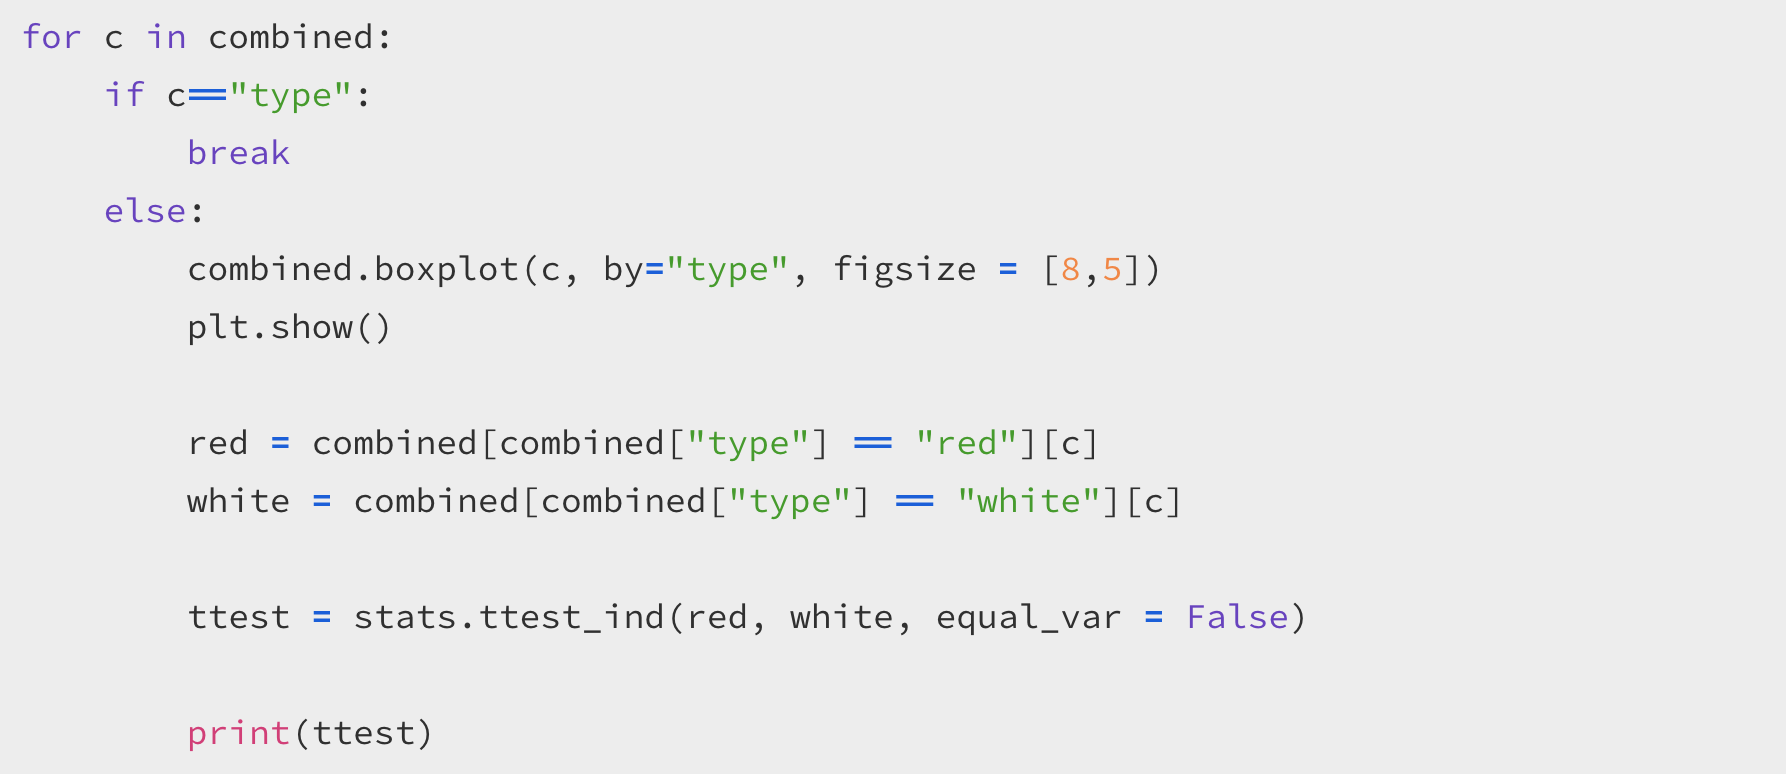 for c in combined:
    if c=="type":
        break
    else:
        combined.boxplot(c, by="type", figsize = [8,5])
        plt.show()

        red = combined[combined["type"] == "red"][c]
        white = combined[combined["type"] == "white"][c]

        ttest = stats.ttest_ind(red, white, equal_var = False)

        print(ttest)